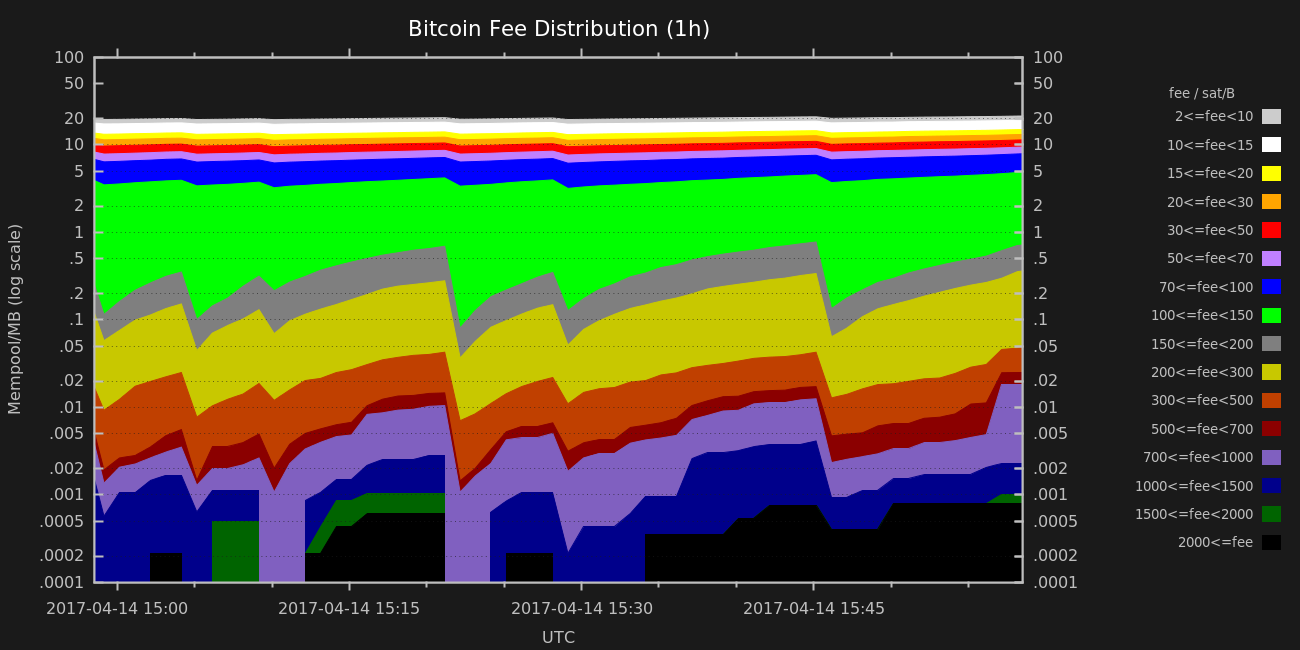 Bitcoin Fee Distribution (1h)
100 100
50 50
20 20
10 10
5 5
2 2
1 1
.5 .5
.2 .2
.1 .1
.05 .05
.02 .02
.01 .01
.005 .005
.002 .002
.001 .001
.0005 .0005
.0002 .0002
.0001 .0001
Mempool/MB (log scale)
2017-04-14 15:00 2017-04-14 15:15 2017-04-14 15:30 2017-04-14 15:45
UTC
fee / sat/B
2<=fee<10
10<=fee<15
15<=fee<20
20<=fee<30
30<=fee<50
50<=fee<70
70<=fee<100
100<=fee<150
150<=fee<200
200<=fee<300
300<=fee<500
500<=fee<700
700<=fee<1000
1000<=fee<1500
1500<=fee<2000
2000<=fee